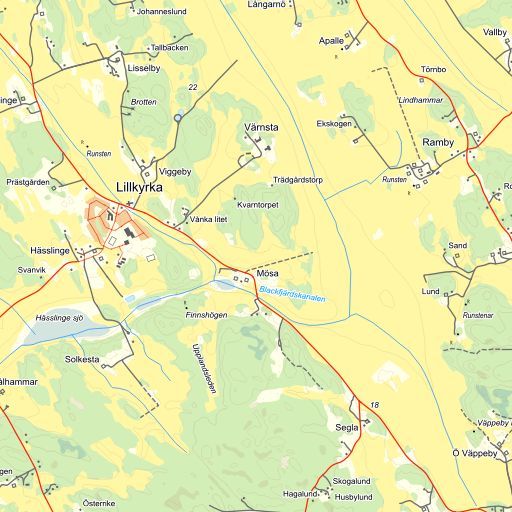 Johanneslund
Långarnö
Vallby
Apalle
Tallbacken
Lisselby
Törnbo
22
Brotten
Lindhammar
Ekskogen
Värnsta
Ramby
Runsten
Viggeby
Prästgården
Lillkyrka
Trädgårdstorp
Runsten
Kvarntorpet
Vånka litet
Sand
Hässlinge
Svanvik
Mösa
Lund
Blackfjärdskanalen
Hässlinge sjö
Finnshögen
Runstenar
Solkesta
Upplandsleden
18
Segla
Väppeby
Ö Väppeby
Skogalund
Hagalund
Husbylund
Österrike